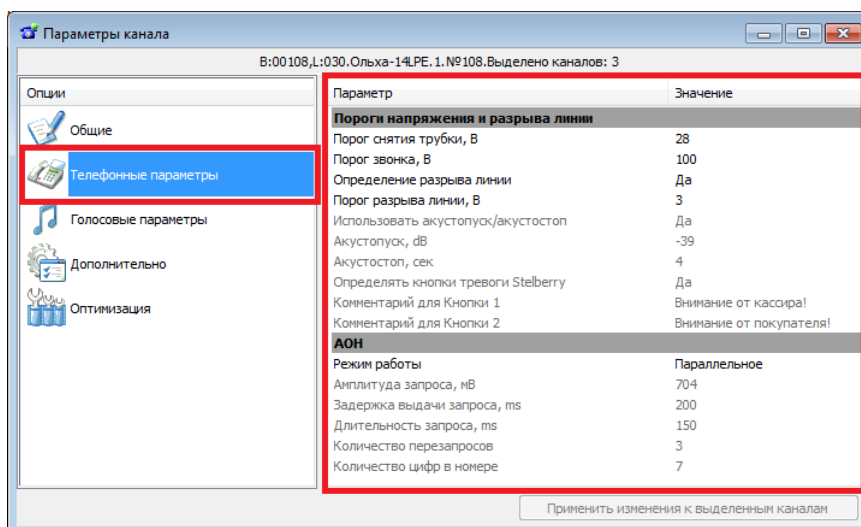 Параметры канала
B:00108,L:030.Ольха-14LPE.1.№108.Выделено каналов: 3
Опции
Общие
Телефонные параметры
Голосовые параметры
Дополнительно
Оптимизация
Параметр Значение
Пороги напряжения и разрыва линии
Порог снятия трубки, В 28
Порог звонка, В 100
Определение разрыва линии Да
Порог разрыва линии, В 3
Использовать акустопуск/акустостоп Да
Акустопуск, dB -39
Акустостоп, сек 4
Определять кнопки тревоги Stelberry Да
Комментарий для Кнопки 1 Внимание от кассира!
Комментарий для Кнопки 2 Внимание от покупателя!
АОН
Режим работы Параллельное
Амплитуда запроса, мВ 704
Задержка выдачи запроса, ms 200
Длительность запроса, ms 150
Количество перезапросов 3
Количество цифр в номере 7
Применить изменения к выделенным каналам